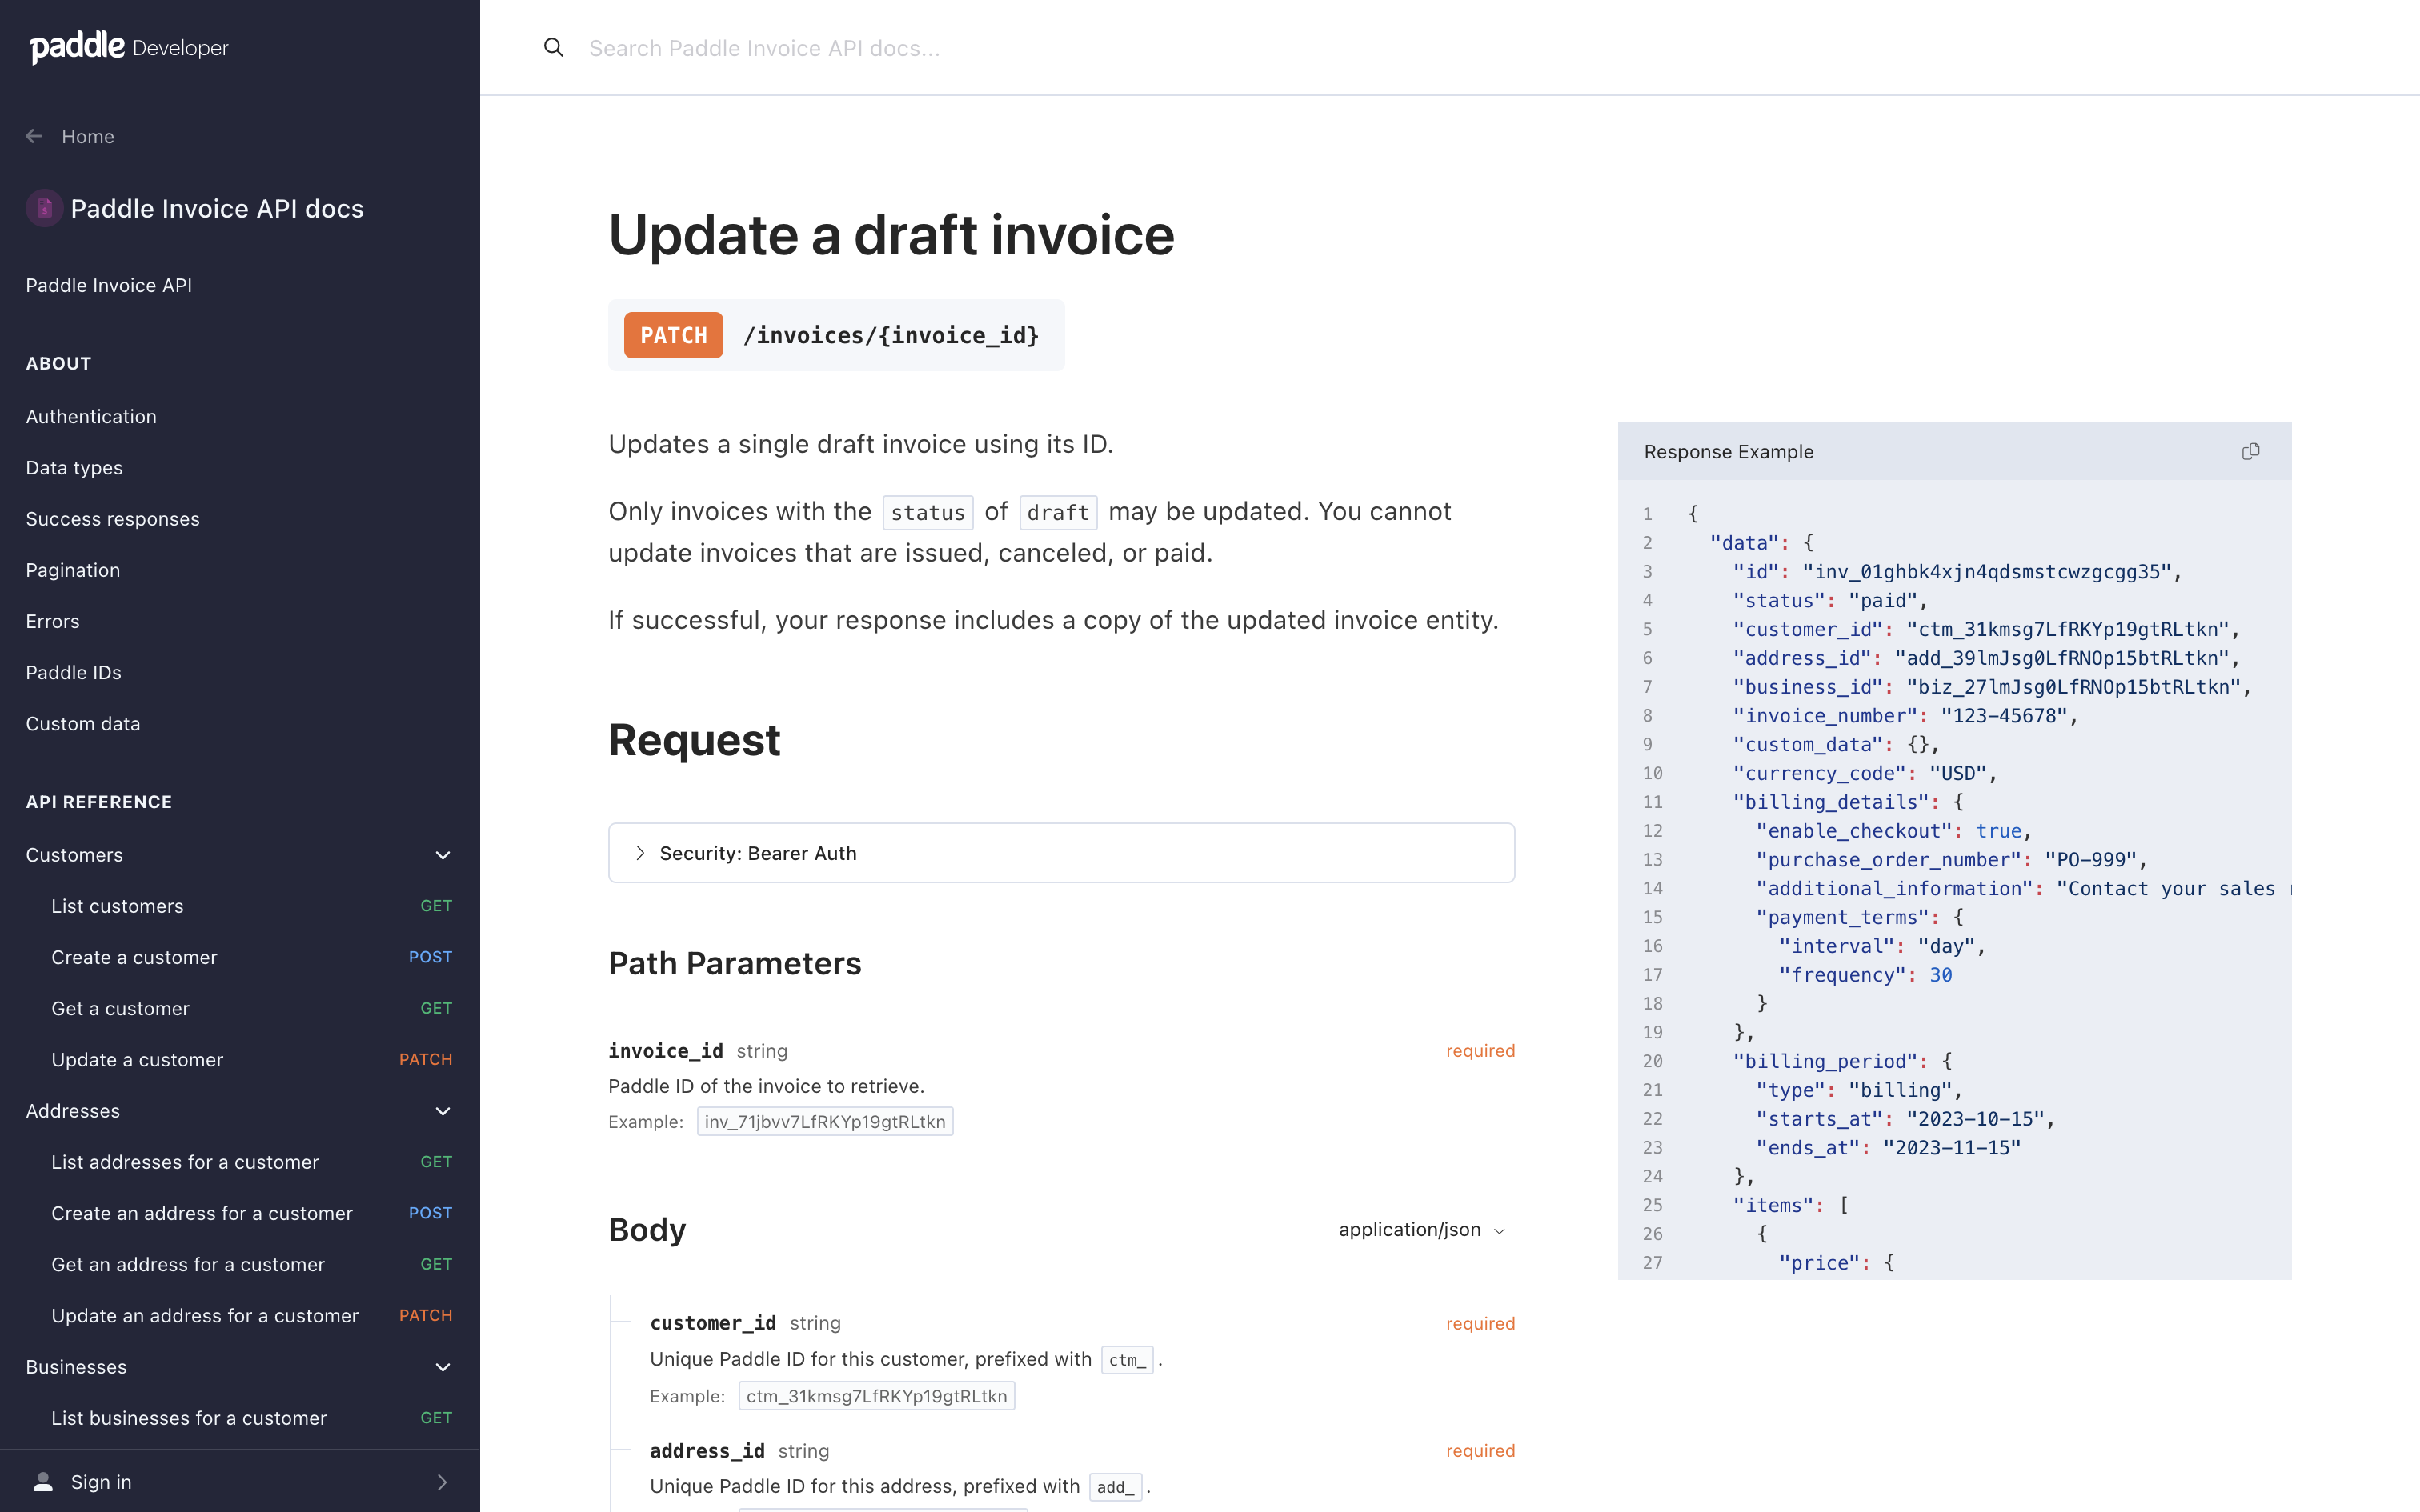 paddle Developer
Home
Paddle Invoice API docs
Paddle Invoice API
ABOUT
Authentication
Data types
Success responses
Pagination
Errors
Paddle IDs
Custom data
API REFERENCE
Customers
List customers GET
Create a customer POST
Get a customer GET
Update a customer PATCH
Addresses
List addresses for a customer GET
Create an address for a customer POST
Get an address for a customer GET
Update an address for a customer PATCH
Businesses
List businesses for a customer GET
Sign in
Search Paddle Invoice API docs...
Update a draft invoice
PATCH /invoices/{invoice_id}
Updates a single draft invoice using its ID.
Only invoices with the status of draft may be updated. You cannot
update invoices that are issued, canceled, or paid.
If successful, your response includes a copy of the updated invoice entity.
Request
Security: Bearer Auth
Path Parameters
invoice_id string required
Paddle ID of the invoice to retrieve.
Example: inv_71jbvv7LfRKYp19gtRLtkn
Body application/json
customer_id string required
Unique Paddle ID for this customer, prefixed with ctm_ .
Example: ctm_31kmsg7LfRKYp19gtRLtkn
address_id string required
Unique Paddle ID for this address, prefixed with add_ .
Response Example
1 {
2 "data": {
3 "id": "inv_01ghbk4xjn4qdsmstcwzgcgg35",
4 "status": "paid",
5 "customer_id": "ctm_31kmsg7LfRKYp19gtRLtkn",
6 "address_id": "add_39lmJsg0LfRNOp15btRLtkn",
7 "business_id": "biz_27lmJsg0LfRNOp15btRLtkn",
8 "invoice_number": "123-45678",
9 "custom_data": {},
10 "currency_code": "USD",
11 "billing_details": {
12 "enable_checkout": true,
13 "purchase_order_number": "PO-999",
14 "additional_information": "Contact your sales
15 "payment_terms": {
16 "interval": "day",
17 "frequency": 30
18 }
19 },
20 "billing_period": {
21 "type": "billing",
22 "starts_at": "2023-10-15",
23 "ends_at": "2023-11-15"
24 },
25 "items": [
26 {
27 "price": {